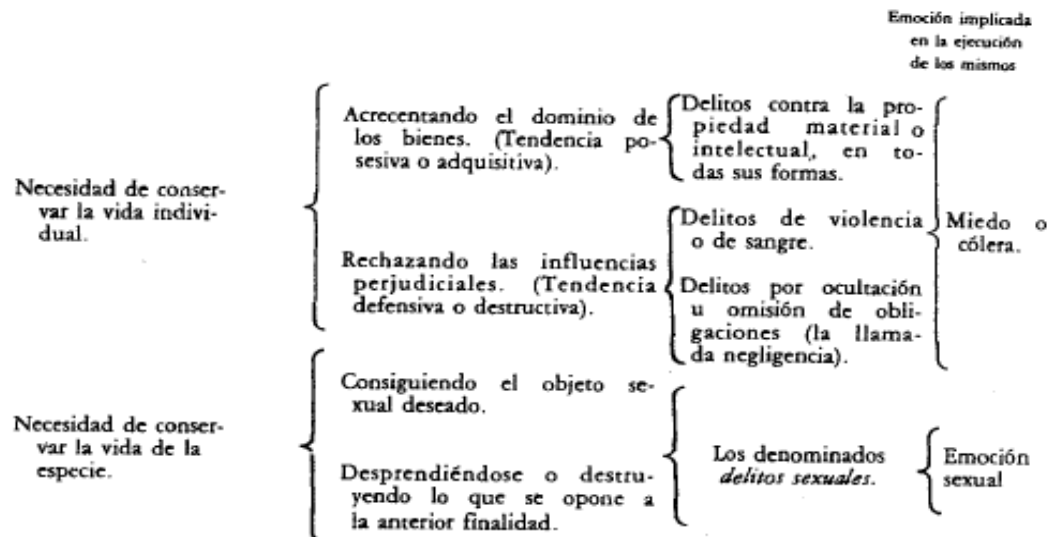 Emoción implicada
en la ejecución
de los mismos
Necesidad de conser-
var la vida indivi-
dual.
Acrecentando el dominio de
los bienes. (Tendencia po-
sesiva o adquisitiva).
Delitos contra la pro-
piedad material o
intelectual, en to-
das sus formas.
Rechazando las influencias
perjudiciales. (Tendencia
defensiva o destructiva).
Delitos de violencia
o de sangre.
Delitos por ocultación
u omisión de obli-
gaciones (la llama-
da negligencia).
Miedo o
cólera.
Necesidad de conser-
var la vida de la
especie.
Consiguiendo el objeto se-
xual deseado.
Desprendiéndose o destru-
yendo lo que se opone a
la anterior finalidad.
Los denominados
delitos sexuales.
Emoción
sexual